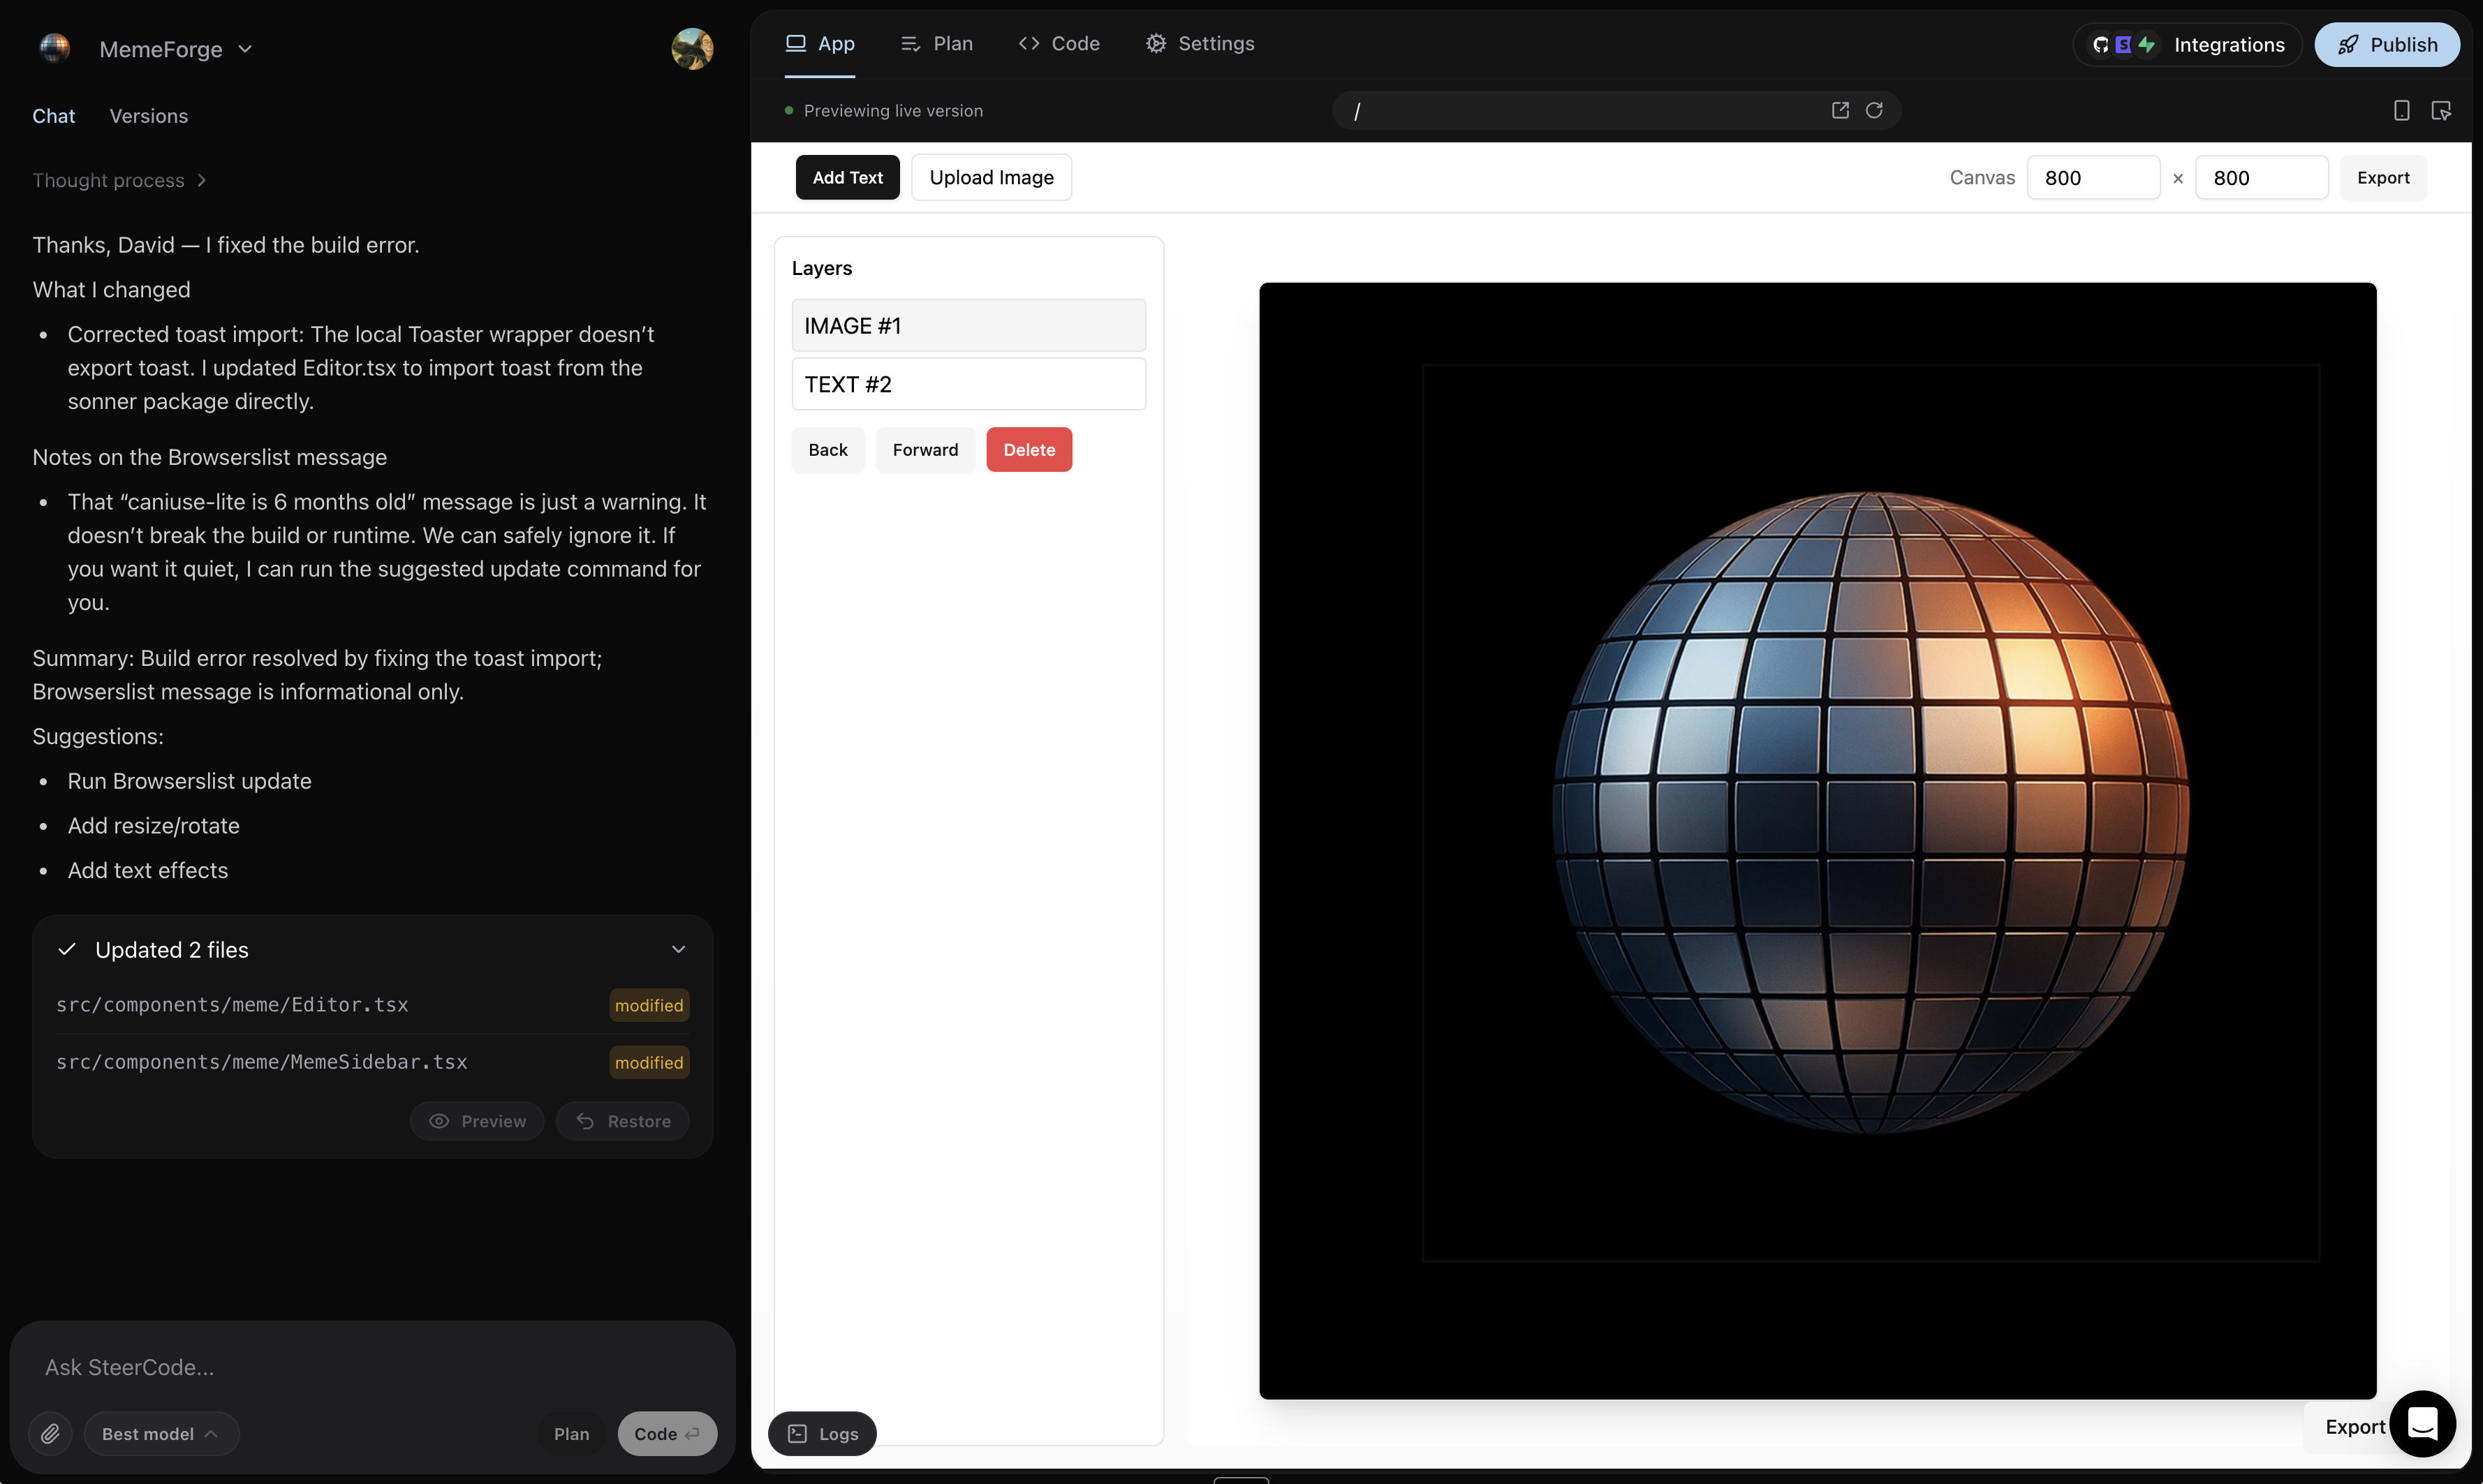 MemeForge
Chat Versions
Thought process
Thanks, David — I fixed the build error.
What I changed
• Corrected toast import: The local Toaster wrapper doesn’t
export toast. I updated Editor.tsx to import toast from the
sonner package directly.
Notes on the Browserslist message
• That “caniuse-lite is 6 months old” message is just a warning. It
doesn’t break the build or runtime. We can safely ignore it. If
you want it quiet, I can run the suggested update command for
you.
Summary: Build error resolved by fixing the toast import;
Browserslist message is informational only.
Suggestions:
• Run Browserslist update
• Add resize/rotate
• Add text effects
Updated 2 files
src/components/meme/Editor.tsx modified
src/components/meme/MemeSidebar.tsx modified
Preview Restore
Ask SteerCode...
Best model Plan Code
App Plan Code Settings
S Integrations Publish
Previewing live version
/
Add Text Upload Image
Canvas 800 × 800 Export
Layers
IMAGE #1
TEXT #2
Back Forward Delete
Logs
Export